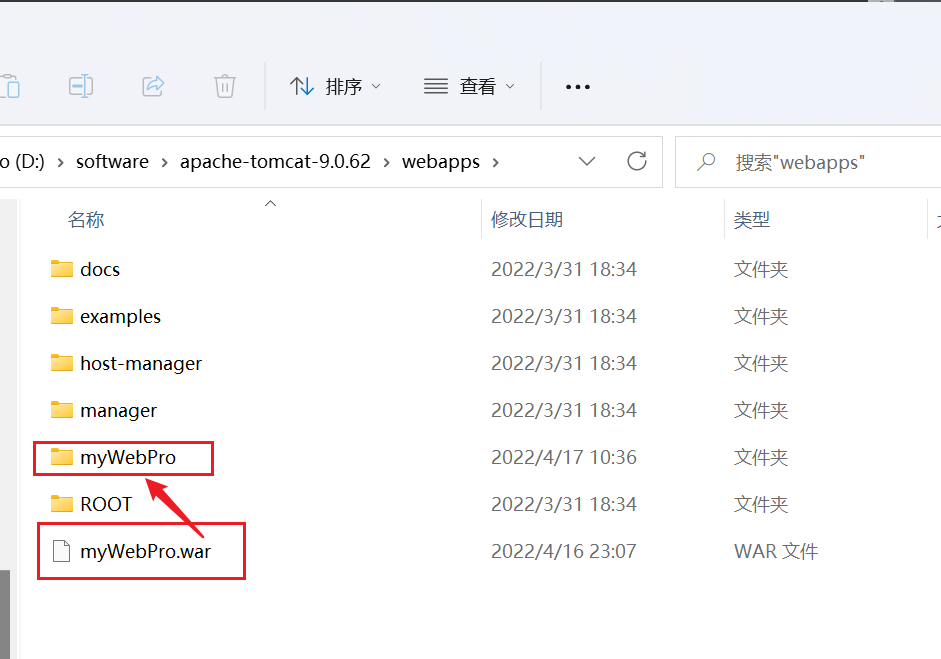 排序 查看
o (D:) > software > apache-tomcat-9.0.62 > webapps > 搜索"webapps"
名称 修改日期 类型
docs 2022/3/31 18:34 文件夹
examples 2022/3/31 18:34 文件夹
host-manager 2022/3/31 18:34 文件夹
manager 2022/3/31 18:34 文件夹
myWebPro 2022/4/17 10:36 文件夹
ROOT 2022/3/31 18:34 文件夹
myWebPro.war 2022/4/16 23:07 WAR 文件